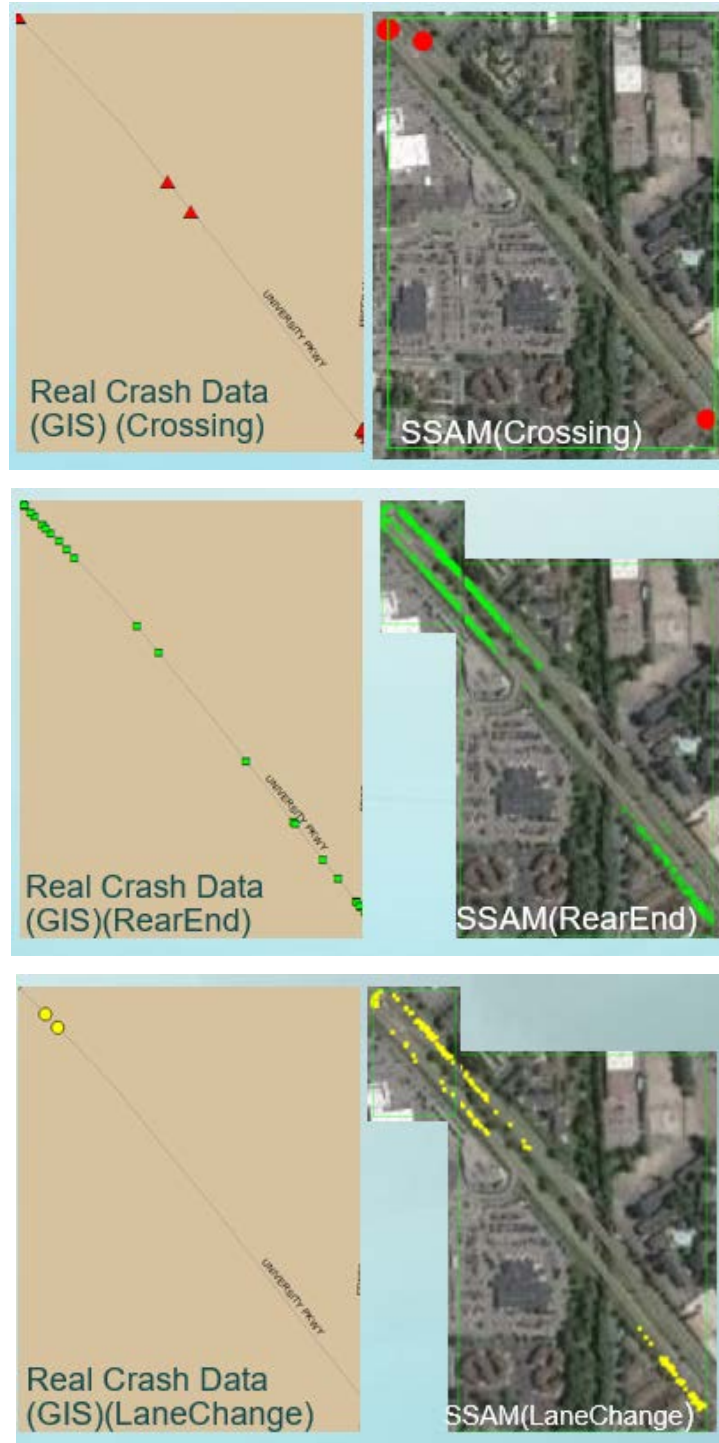 UNIVERSITY PKWY
Real Crash Data
(GIS) (Crossing)
SSAM(Crossing)
UNIVERSITY PKWY
Real Crash Data
(GIS)(RearEnd)
SSAM(RearEnd)
UNIVERSITY PKWY
Real Crash Data
(GIS)(LaneChange)
SSAM(LaneChange)